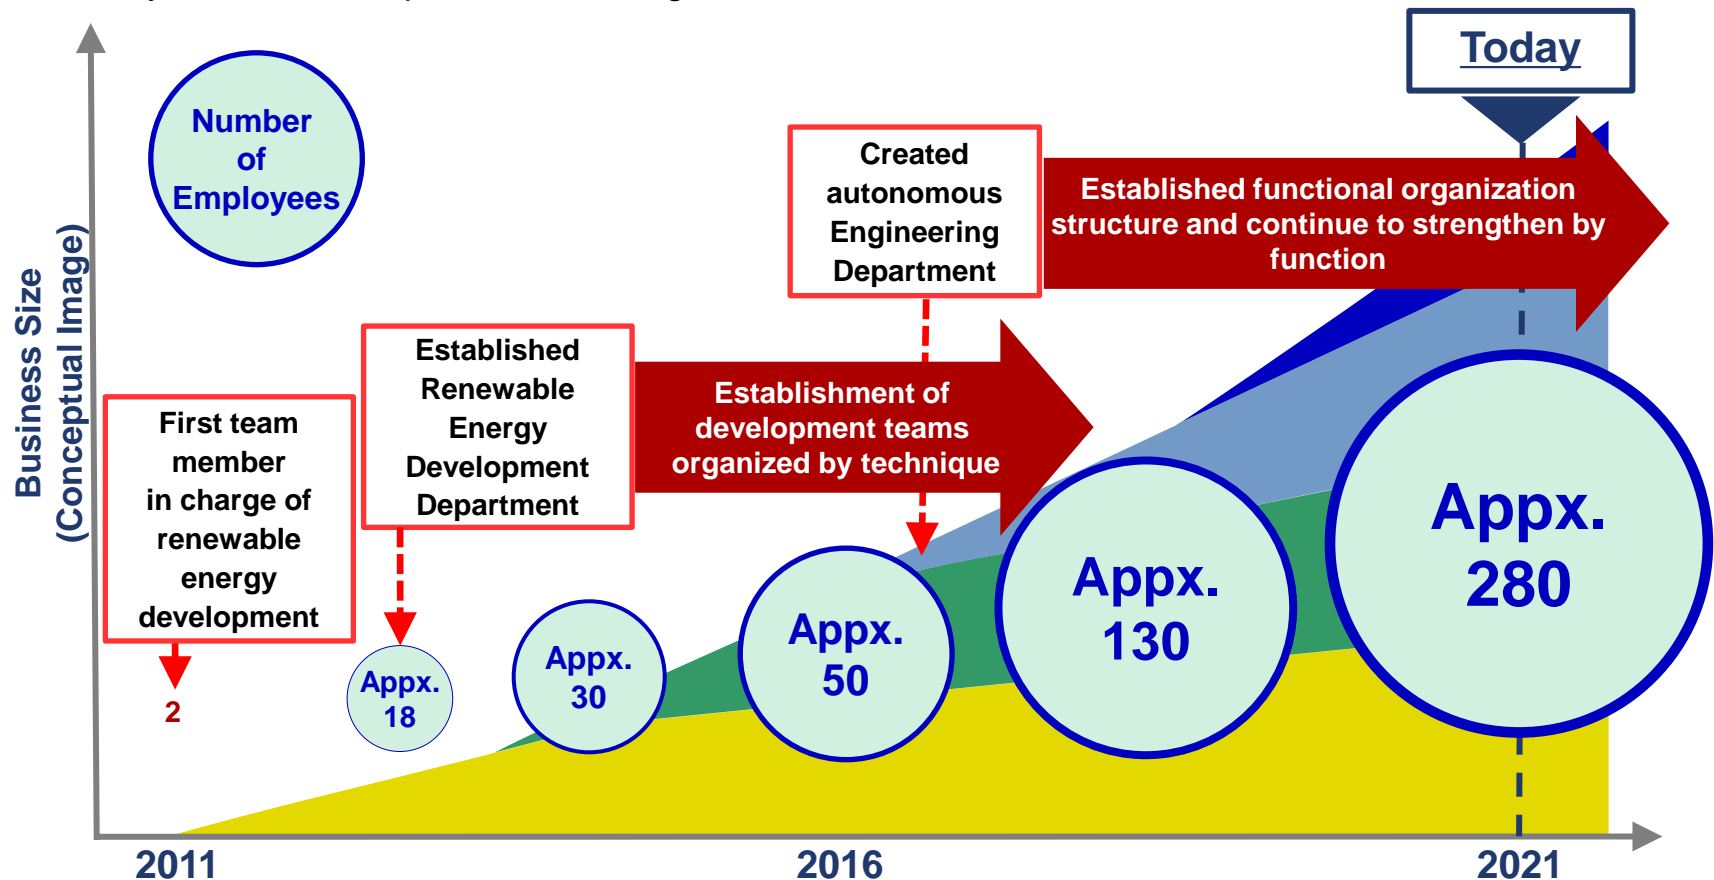 Today
Number
of
Employees
Business Size
(Conceptual Image)
Created
autonomous
Engineering
Department
Established functional organization
structure and continue to strengthen by
function
Established
Renewable
Energy
Development
Department
Establishment of
development teams
organized by technique
First team
member
in charge of
renewable
energy
development
2
Appx.
18
Appx.
30
Appx.
50
Appx.
130
Appx.
280
2011
2016
2021